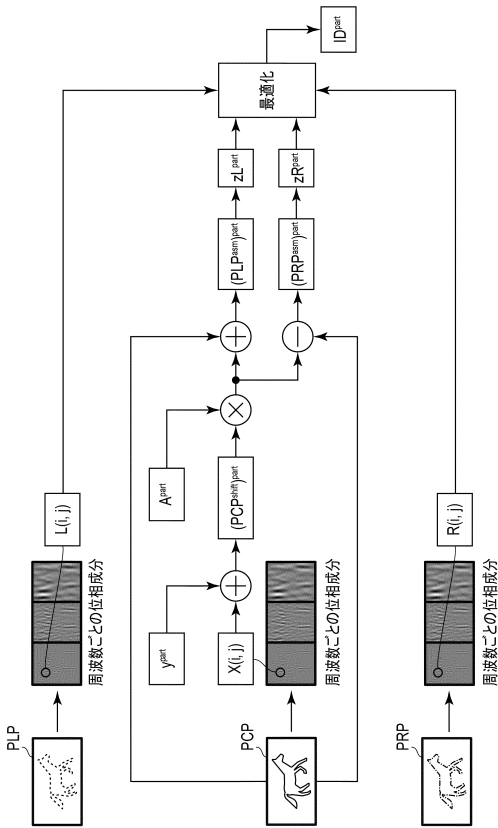 PLP
周波数ごとの位相成分
L(i, j)
y^part
A^part
X(i, j)
(PCP^shift)^part
(PLP^asm)^part
zL^part
最適化
ID^part
PCP
周波数ごとの位相成分
(PRP^asm)^part
zR^part
PRP
周波数ごとの位相成分
R(i, j)